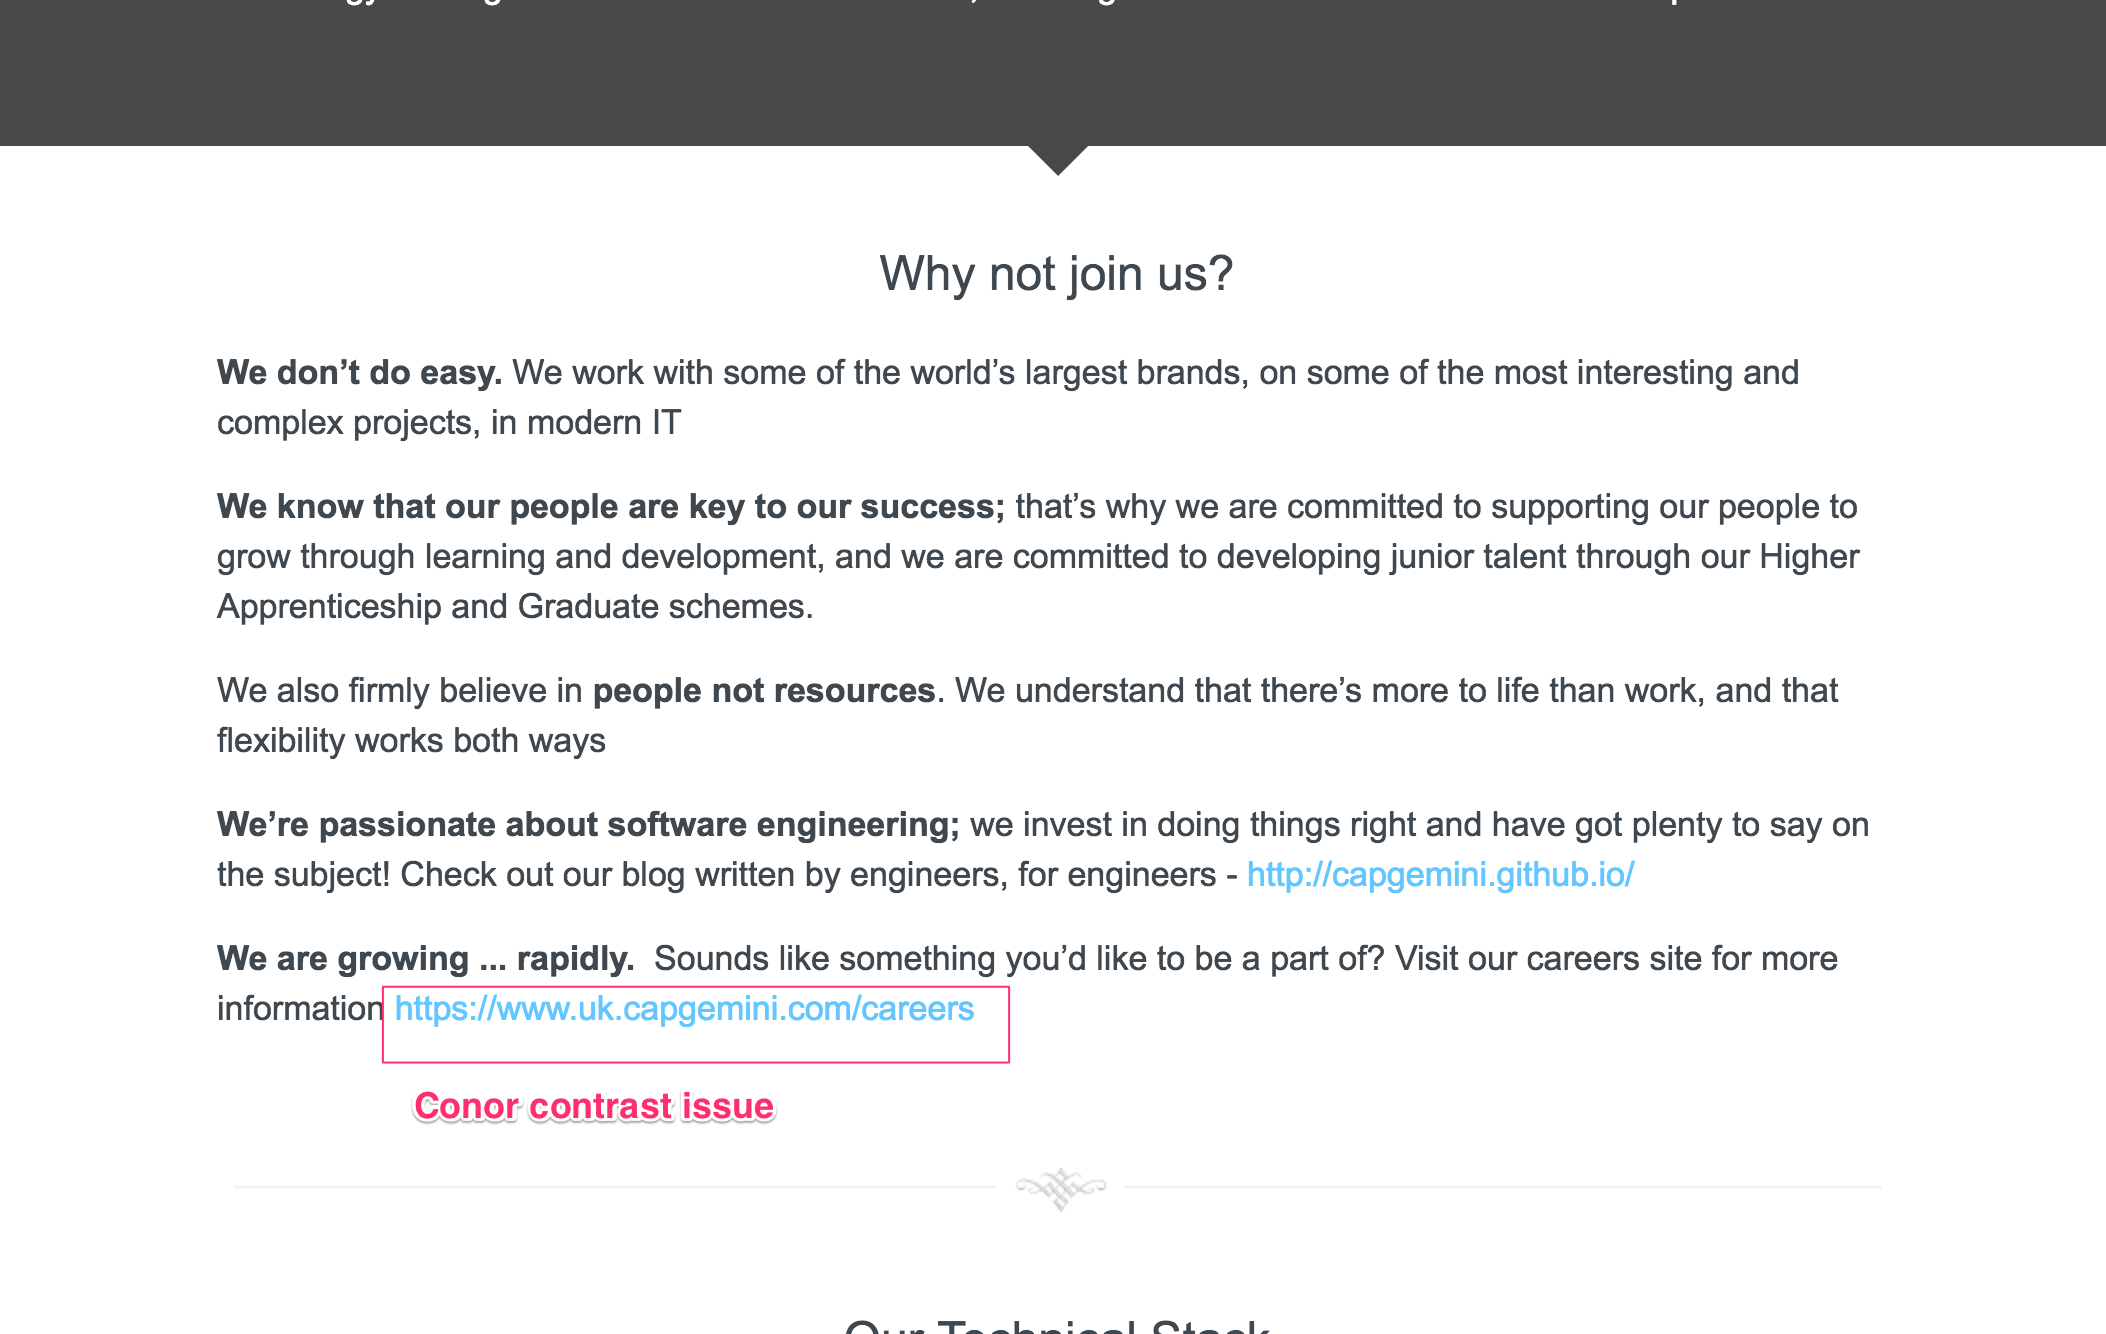 Why not join us?
We don’t do easy. We work with some of the world’s largest brands, on some of the most interesting and
complex projects, in modern IT
We know that our people are key to our success; that’s why we are committed to supporting our people to
grow through learning and development, and we are committed to developing junior talent through our Higher
Apprenticeship and Graduate schemes.
We also firmly believe in people not resources. We understand that there’s more to life than work, and that
flexibility works both ways
We’re passionate about software engineering; we invest in doing things right and have got plenty to say on
the subject! Check out our blog written by engineers, for engineers - http://capgemini.github.io/
We are growing ... rapidly.  Sounds like something you’d like to be a part of? Visit our careers site for more
information https://www.uk.capgemini.com/careers
Conor contrast issue
Our Technical Stack